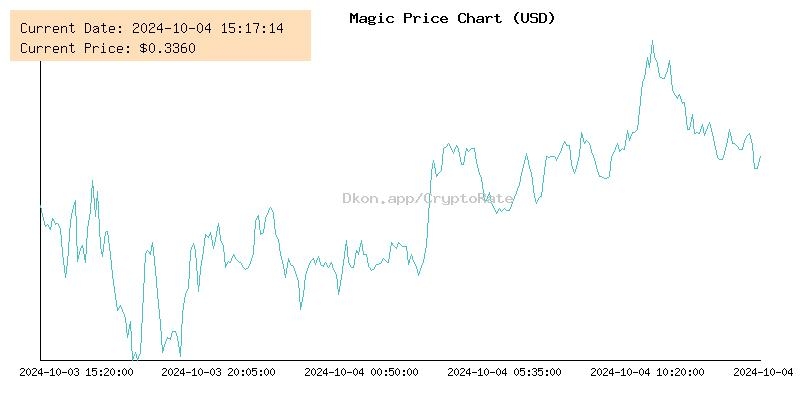 Magic Price Chart (USD)
Current Date: 2024-10-04 15:17:14
Current Price: $0.3360
Dkon.app/CryptoRate
2024-10-03 15:20:00
2024-10-03 20:05:00
2024-10-04 00:50:00
2024-10-04 05:35:00
2024-10-04 10:20:00
2024-10-04